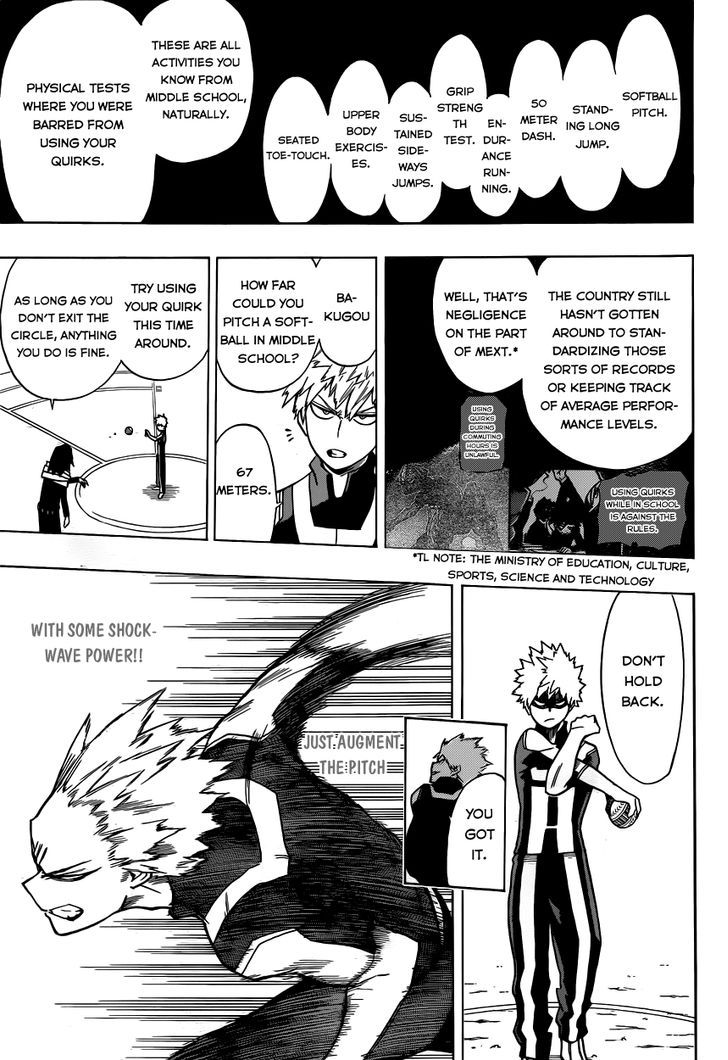 SOFTBALL
PITCH.
STAND-
ING LONG
JUMP.
50
METER
DASH.
EN-
DUR-
ANCE
RUN-
NING.
GRIP
STRENG
TH
TEST.
SUS-
TAINED
SIDE-
WAYS
JUMPS.
UPPER
BODY
EXERCIS-
ES.
SEATED
TOE-TOUCH.
THESE ARE ALL
ACTIVITIES YOU
KNOW FROM
MIDDLE SCHOOL,
NATURALLY.
PHYSICAL TESTS
WHERE YOU WERE
BARRED FROM
USING YOUR
QUIRKS.
THE COUNTRY STILL
HASN'T GOTTEN
AROUND TO STAN-
DARDIZING THOSE
SORTS OF RECORDS
OR KEEPING TRACK
OF AVERAGE PERFOR-
MANCE LEVELS.
WELL, THAT'S
NEGLIGENCE
ON THE PART
OF MEXT.*
USING QUIRKS
WHILE IN SCHOOL
IS AGAINST THE
RULES.
USING
QUIRKS
DURING
COMMUTING
HOURS IS
UNLAWFUL.
*TL NOTE: THE MINISTRY OF EDUCATION, CULTURE,
SPORTS, SCIENCE AND TECHNOLOGY
BA-
KUGOU
HOW FAR
COULD YOU
PITCH A SOFT-
BALL IN MIDDLE
SCHOOL?
67
METERS.
TRY USING
YOUR QUIRK
THIS TIME
AROUND.
AS LONG AS YOU
DON'T EXIT THE
CIRCLE, ANYTHING
YOU DO IS FINE.
DON'T
HOLD
BACK.
YOU
GOT
IT.
JUST AUGMENT
THE PITCH
WITH SOME SHOCK-
WAVE POWER!!